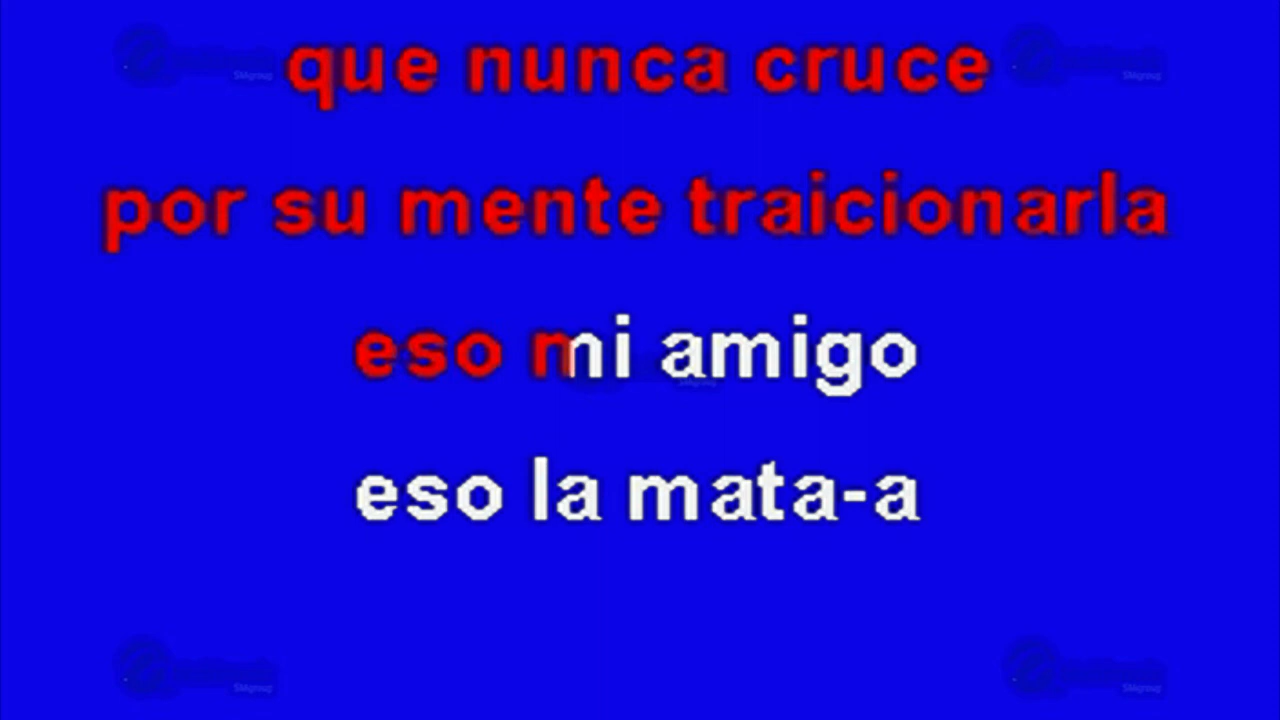 que nunca cruce
por su mente traicionarla
eso mi amigo
eso la mata-a